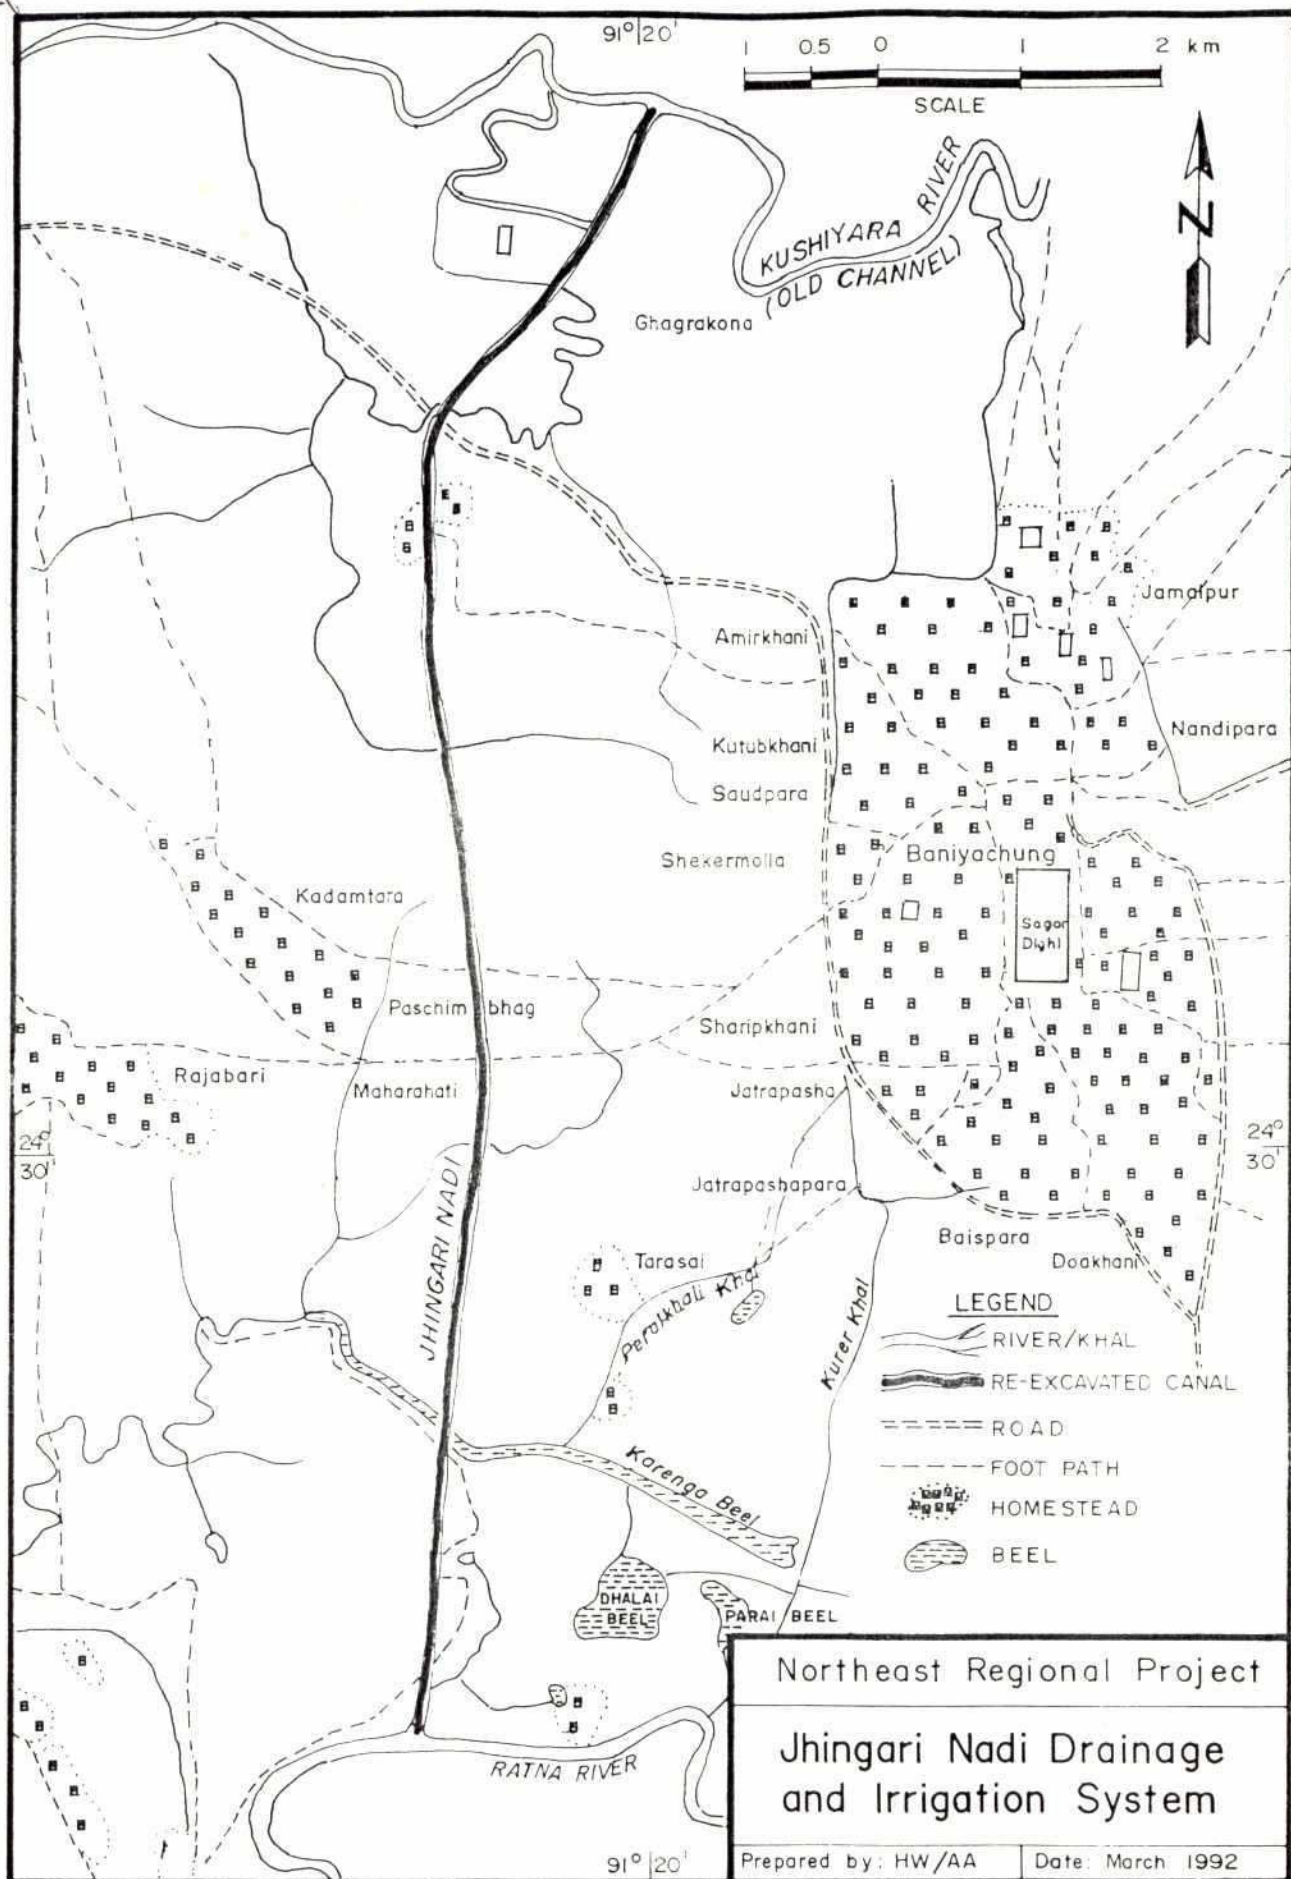 91° 20'
1 0.5 0 1 2 km
SCALE
N
KUSHIYARA RIVER
(OLD CHANNEL)
Ghagrakona
Jamalpur
Amirkhani
Nandipara
Kutubkhani
Saudpara
Baniyachung
Shekermolla
Kadamtara
Sagor
Dighi
Paschim bhag
Sharipkhani
Rajabari
Maharahati
Jatrapasha
24°
30'
24°
30'
JHINGARI NADI
Jatrapashapara
Baispara
Doakhani
Tarasai
Peralkhali Khal
Kurer Khal
LEGEND
RIVER/KHAL
RE-EXCAVATED CANAL
ROAD
FOOT PATH
HOMESTEAD
BEEL
Karenga Beel
DHALAI
BEEL
PARAI BEEL
RATNA RIVER
91° 20'
Northeast Regional Project
Jhingari Nadi Drainage
and Irrigation System
Prepared by: HW/AA
Date: March 1992